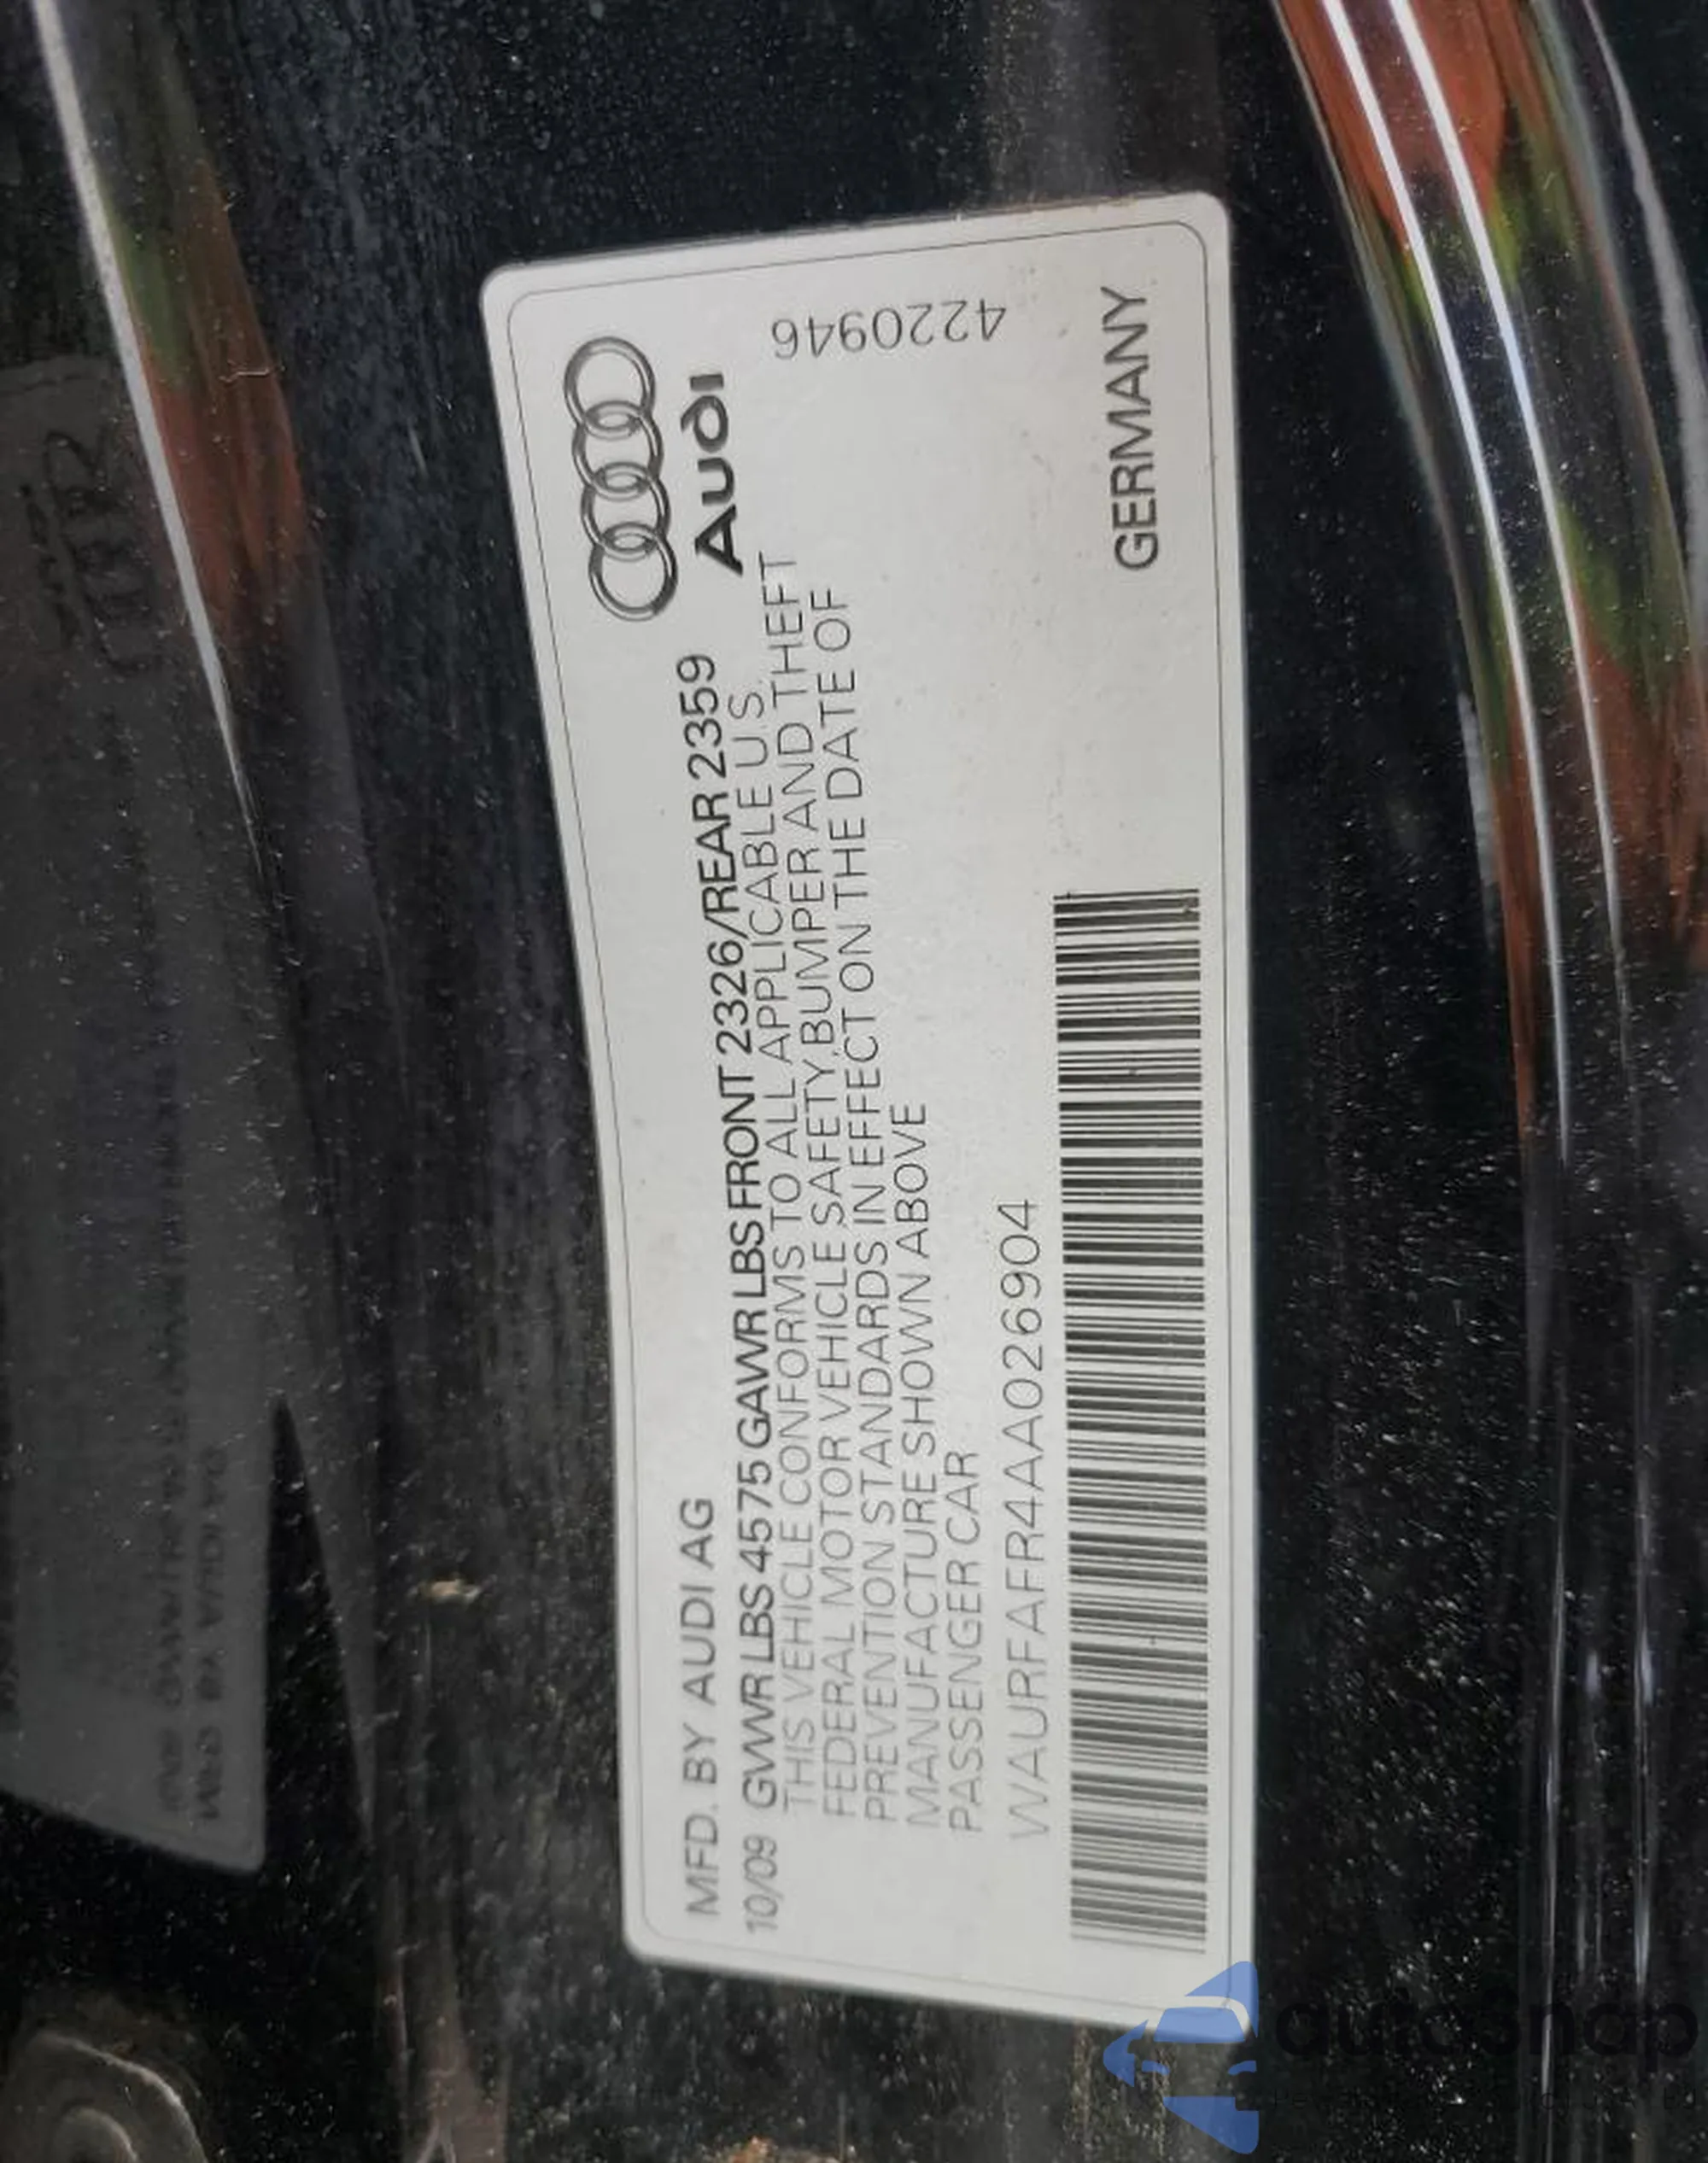 Audi
MFD. BY AUDI AG
10/09 GVWR LBS 4575 GAWR LBS FRONT 2326/REAR 2359
THIS VEHICLE CONFORMS TO ALL APPLICABLE U.S.
FEDERAL MOTOR VEHICLE SAFETY, BUMPER AND THEFT
PREVENTION STANDARDS IN EFFECT ON THE DATE OF
MANUFACTURE SHOWN ABOVE
PASSENGER CAR
WAURFAFR4AA026904
4220946
GERMANY
autosnap